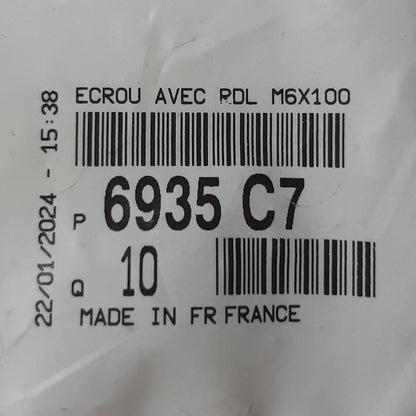 ECROU AVEC RDL M6X100
P 6935 C7
Q 10
MADE IN FR FRANCE
22/01/2024 - 15:38